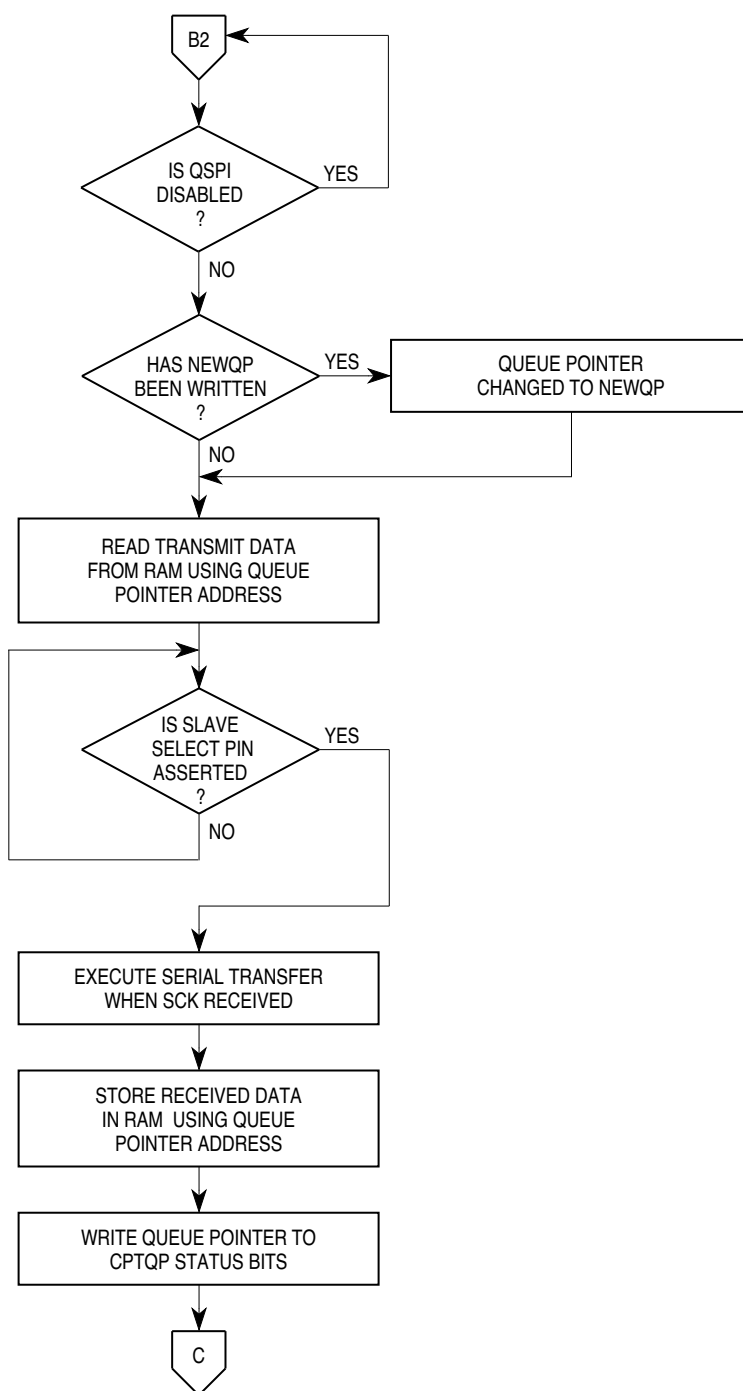 B2
IS QSPI
DISABLED
?
YES
NO
HAS NEWQP
BEEN WRITTEN
?
YES
QUEUE POINTER
CHANGED TO NEWQP
NO
READ TRANSMIT DATA
FROM RAM USING QUEUE
POINTER ADDRESS
IS SLAVE
SELECT PIN
ASSERTED
?
YES
NO
EXECUTE SERIAL TRANSFER
WHEN SCK RECEIVED
STORE RECEIVED DATA
IN RAM  USING QUEUE
POINTER ADDRESS
WRITE QUEUE POINTER TO
CPTQP STATUS BITS
C